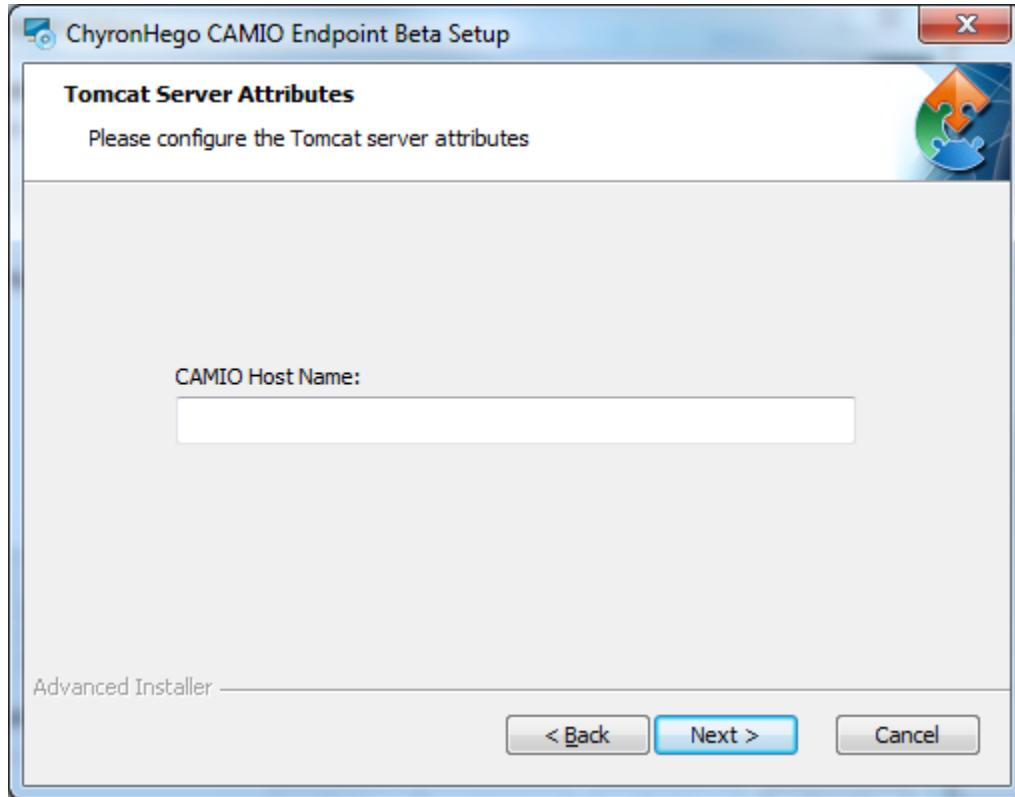 ChyronHego CAMIO Endpoint Beta Setup
Tomcat Server Attributes
Please configure the Tomcat server attributes
CAMIO Host Name:
Advanced Installer
< Back
Next >
Cancel